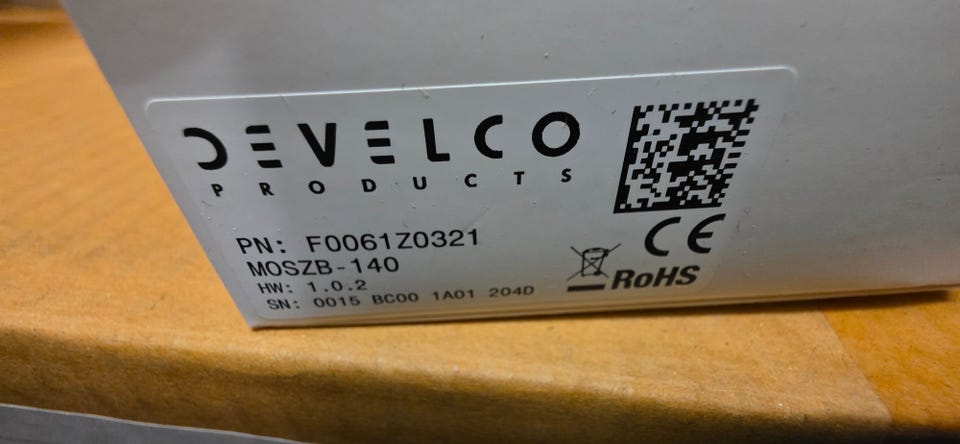 DEVELCO
PRODUCTS
PN: F0061Z0321
MOSZB-140
HW: 1.0.2
SN: 0015 BC00 1A01 204D
CE
RoHS